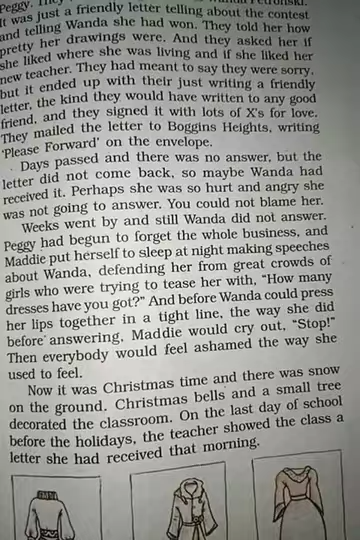 Peggy. They
It was just a friendly letter telling about the contest
and telling Wanda she had won. They told her how
pretty her drawings were. And they asked her if
she liked where she was living and if she liked her
new teacher. They had meant to say they were sorry,
but it ended up with their just writing a friendly
letter, the kind they would have written to any good
friend, and they signed it with lots of X's for love.
They mailed the letter to Boggins Heights, writing
'Please Forward' on the envelope.
Days passed and there was no answer, but the
letter did not come back, so maybe Wanda had
received it. Perhaps she was so hurt and angry she
was not going to answer. You could not blame her.
Weeks went by and still Wanda did not answer.
Peggy had begun to forget the whole business, and
Maddie put herself to sleep at night making speeches
about Wanda, defending her from great crowds of
girls who were trying to tease her with, "How many
dresses have you got?" And before Wanda could press
her lips together in a tight line, the way she did
before answering, Maddie would cry out, "Stop!"
Then everybody would feel ashamed the way she
used to feel.
Now it was Christmas time and there was snow
on the ground. Christmas bells and a small tree
decorated the classroom. On the last day of school
before the holidays, the teacher showed the class a
letter she had received that morning.